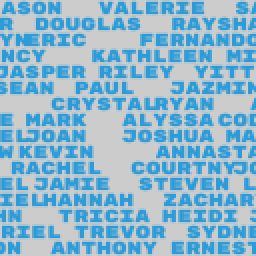 ASON VALERIE SA
R DOUGLAS RAYSHA
YNERIC FERNANDO
NCY KATHLEEN MI
JASPER RILEY YITT
SEAN PAUL JAZMIN
CRYSTALRYAN A
E MARK ALYSSA COD
ELJOAN JOSHUA MA
W KEVIN ANNASTA
RACHEL COURTNYJO
EL JAMIE STEVEN L
IELHANNAH ZACHAR
HN TRICIA HEIDI J
RIEL TREVOR SYDNE
ON ANTHONY ERNEST